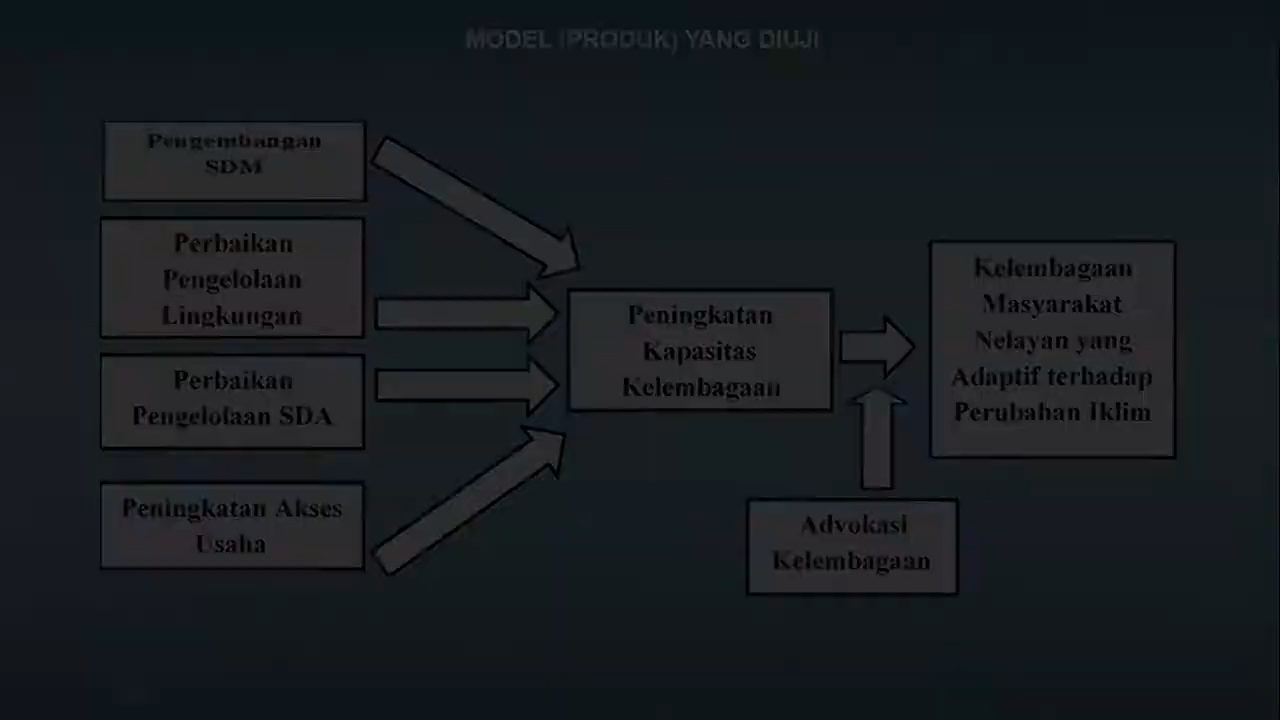 MODEL (PRODUK) YANG DIUJI
Pengembangan
SDM
Perbaikan
Pengelolaan
Lingkungan
Perbaikan
Pengelolaan SDA
Peningkatan Akses
Usaha
Peningkatan
Kapasitas
Kelembagaan
Kelembagaan
Masyarakat
Nelayan yang
Adaptif terhadap
Perubahan Iklim
Advokasi
Kelembagaan